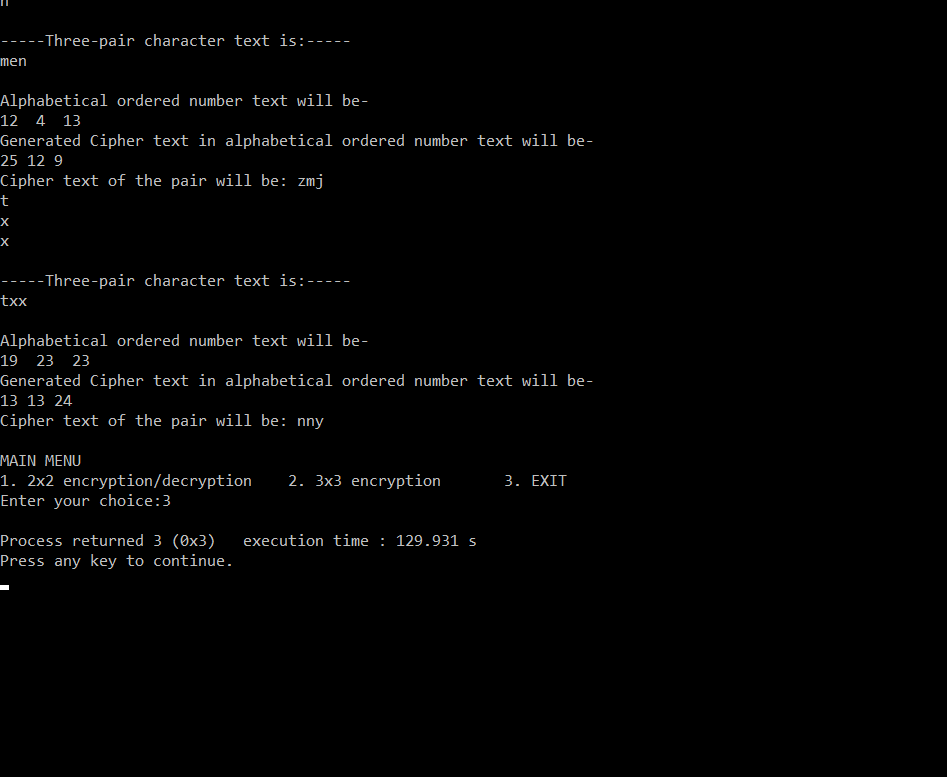 -----Three-pair character text is:-----
men
Alphabetical ordered number text will be-
12  4  13
Generated Cipher text in alphabetical ordered number text will be-
25 12 9
Cipher text of the pair will be: zmj
t
x
x
-----Three-pair character text is:-----
txx
Alphabetical ordered number text will be-
19  23  23
Generated Cipher text in alphabetical ordered number text will be-
13 13 24
Cipher text of the pair will be: nny
MAIN MENU
1. 2x2 encryption/decryption    2. 3x3 encryption       3. EXIT
Enter your choice:3
Process returned 3 (0x3)   execution time : 129.931 s
Press any key to continue.